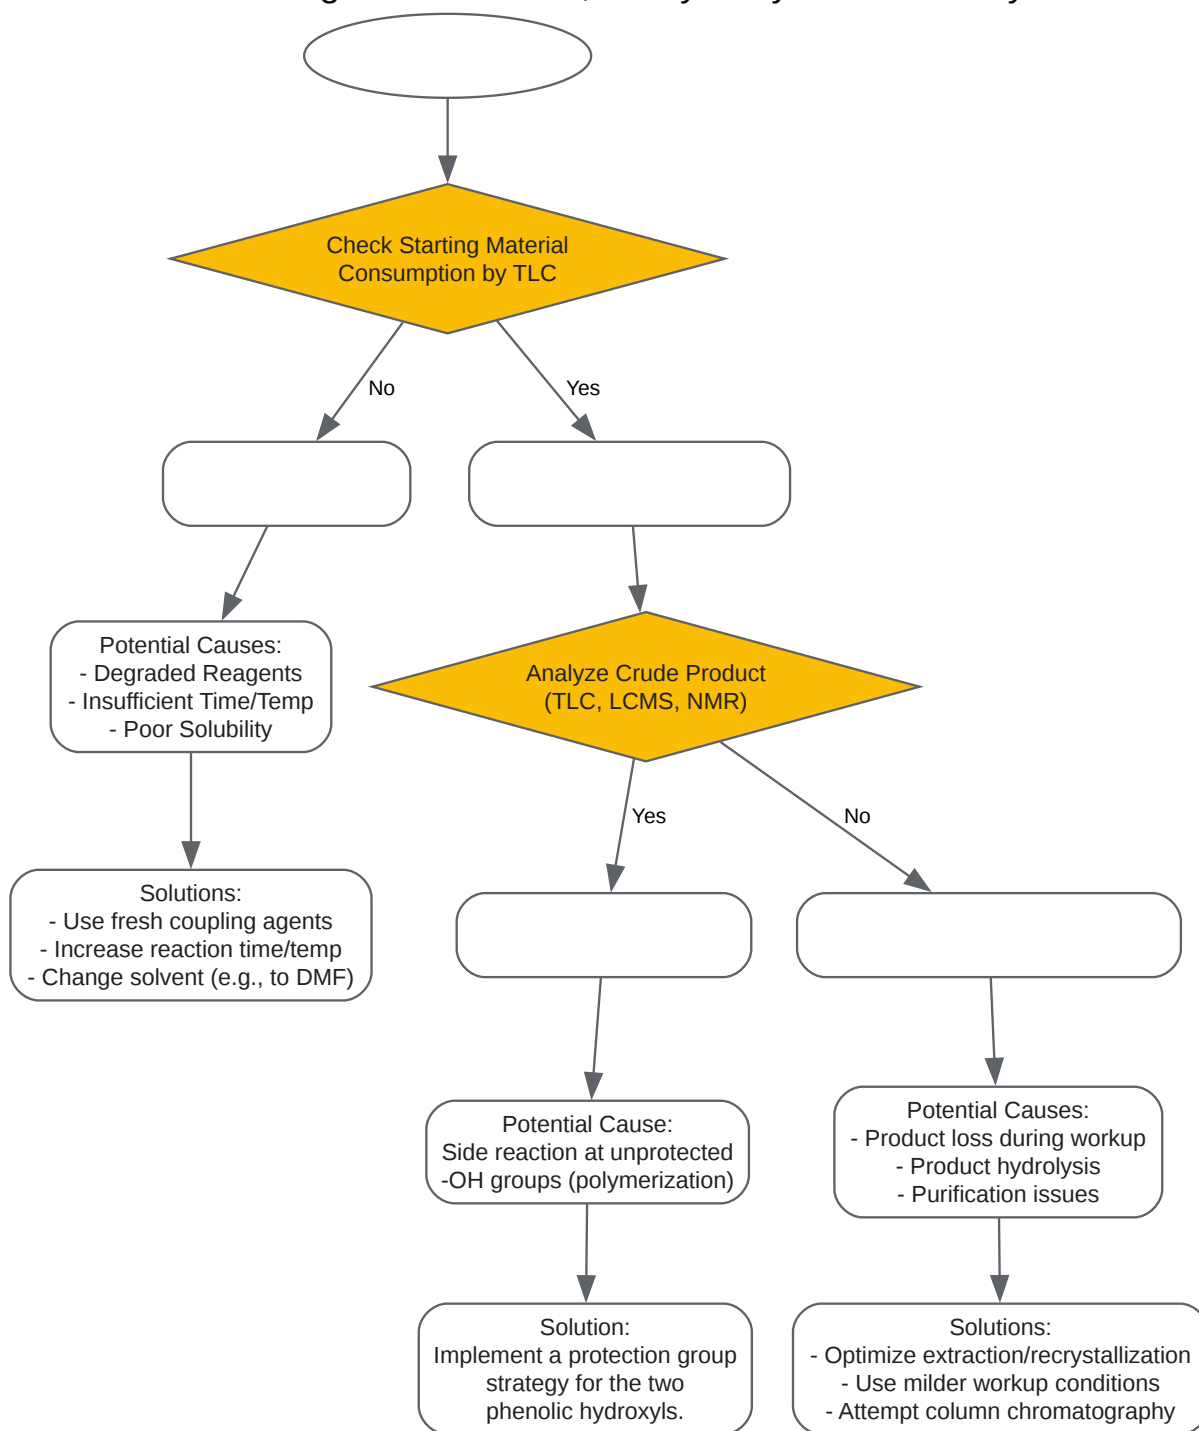 Check Starting Material
Consumption by TLC
No
Yes
Potential Causes:
- Degraded Reagents
- Insufficient Time/Temp
- Poor Solubility
Analyze Crude Product
(TLC, LCMS, NMR)
Yes
No
Solutions:
- Use fresh coupling agents
- Increase reaction time/temp
- Change solvent (e.g., to DMF)
Potential Cause:
Side reaction at unprotected
-OH groups (polymerization)
Potential Causes:
- Product loss during workup
- Product hydrolysis
- Purification issues
Solution:
Implement a protection group
strategy for the two
phenolic hydroxyls.
Solutions:
- Optimize extraction/recrystallization
- Use milder workup conditions
- Attempt column chromatography